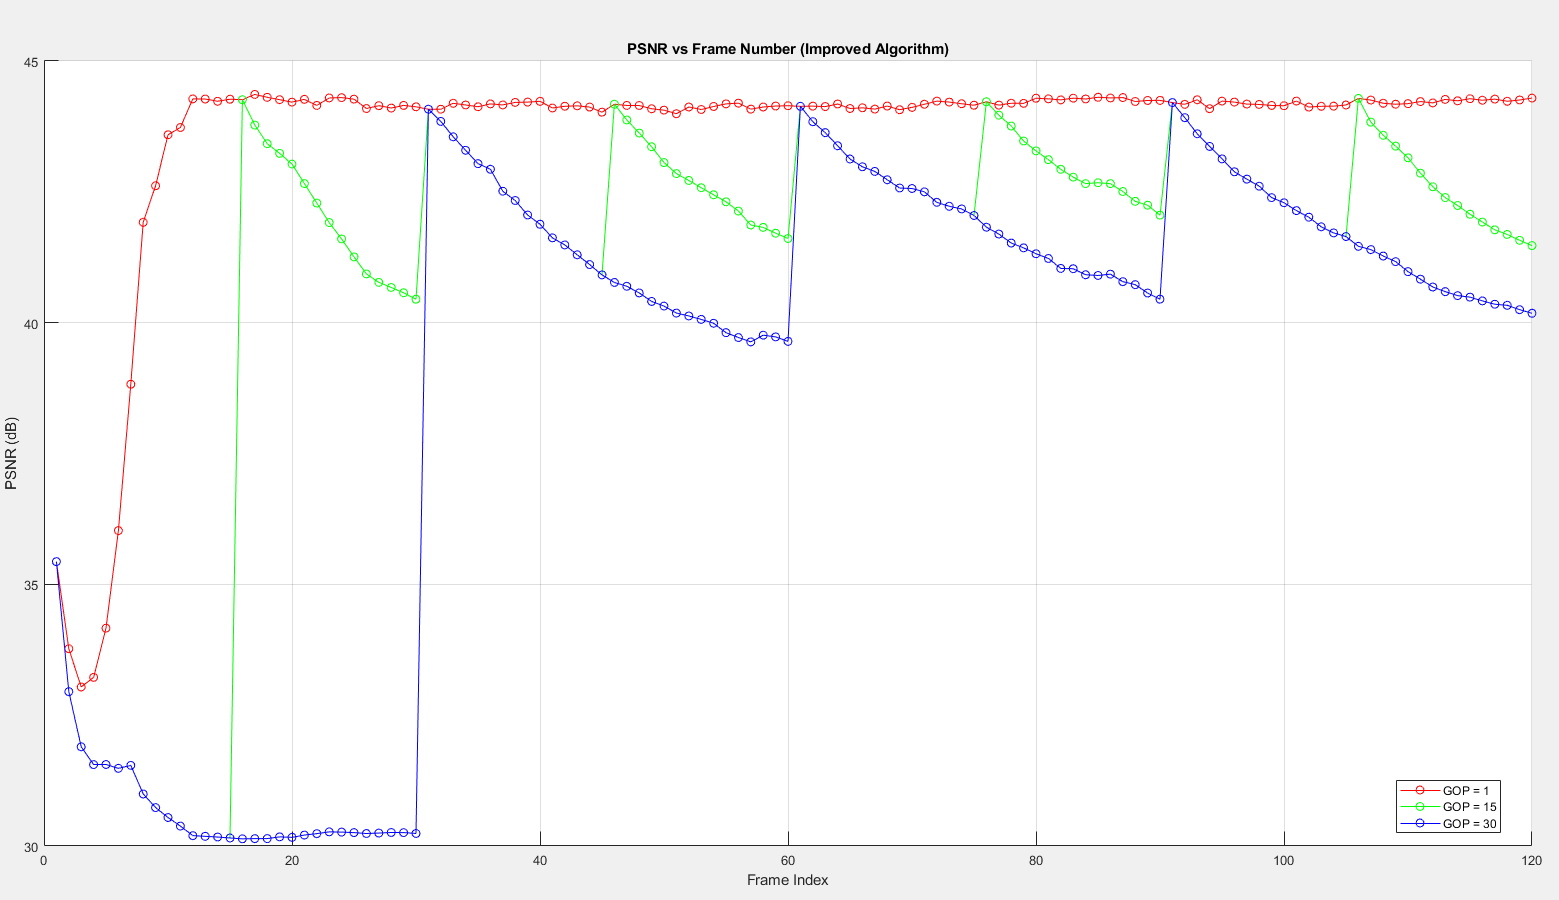 PSNR vs Frame Number (Improved Algorithm)
45
40
35
30
PSNR (dB)
0 20 40 60 80 100 120
Frame Index
GOP = 1
GOP = 15
GOP = 30